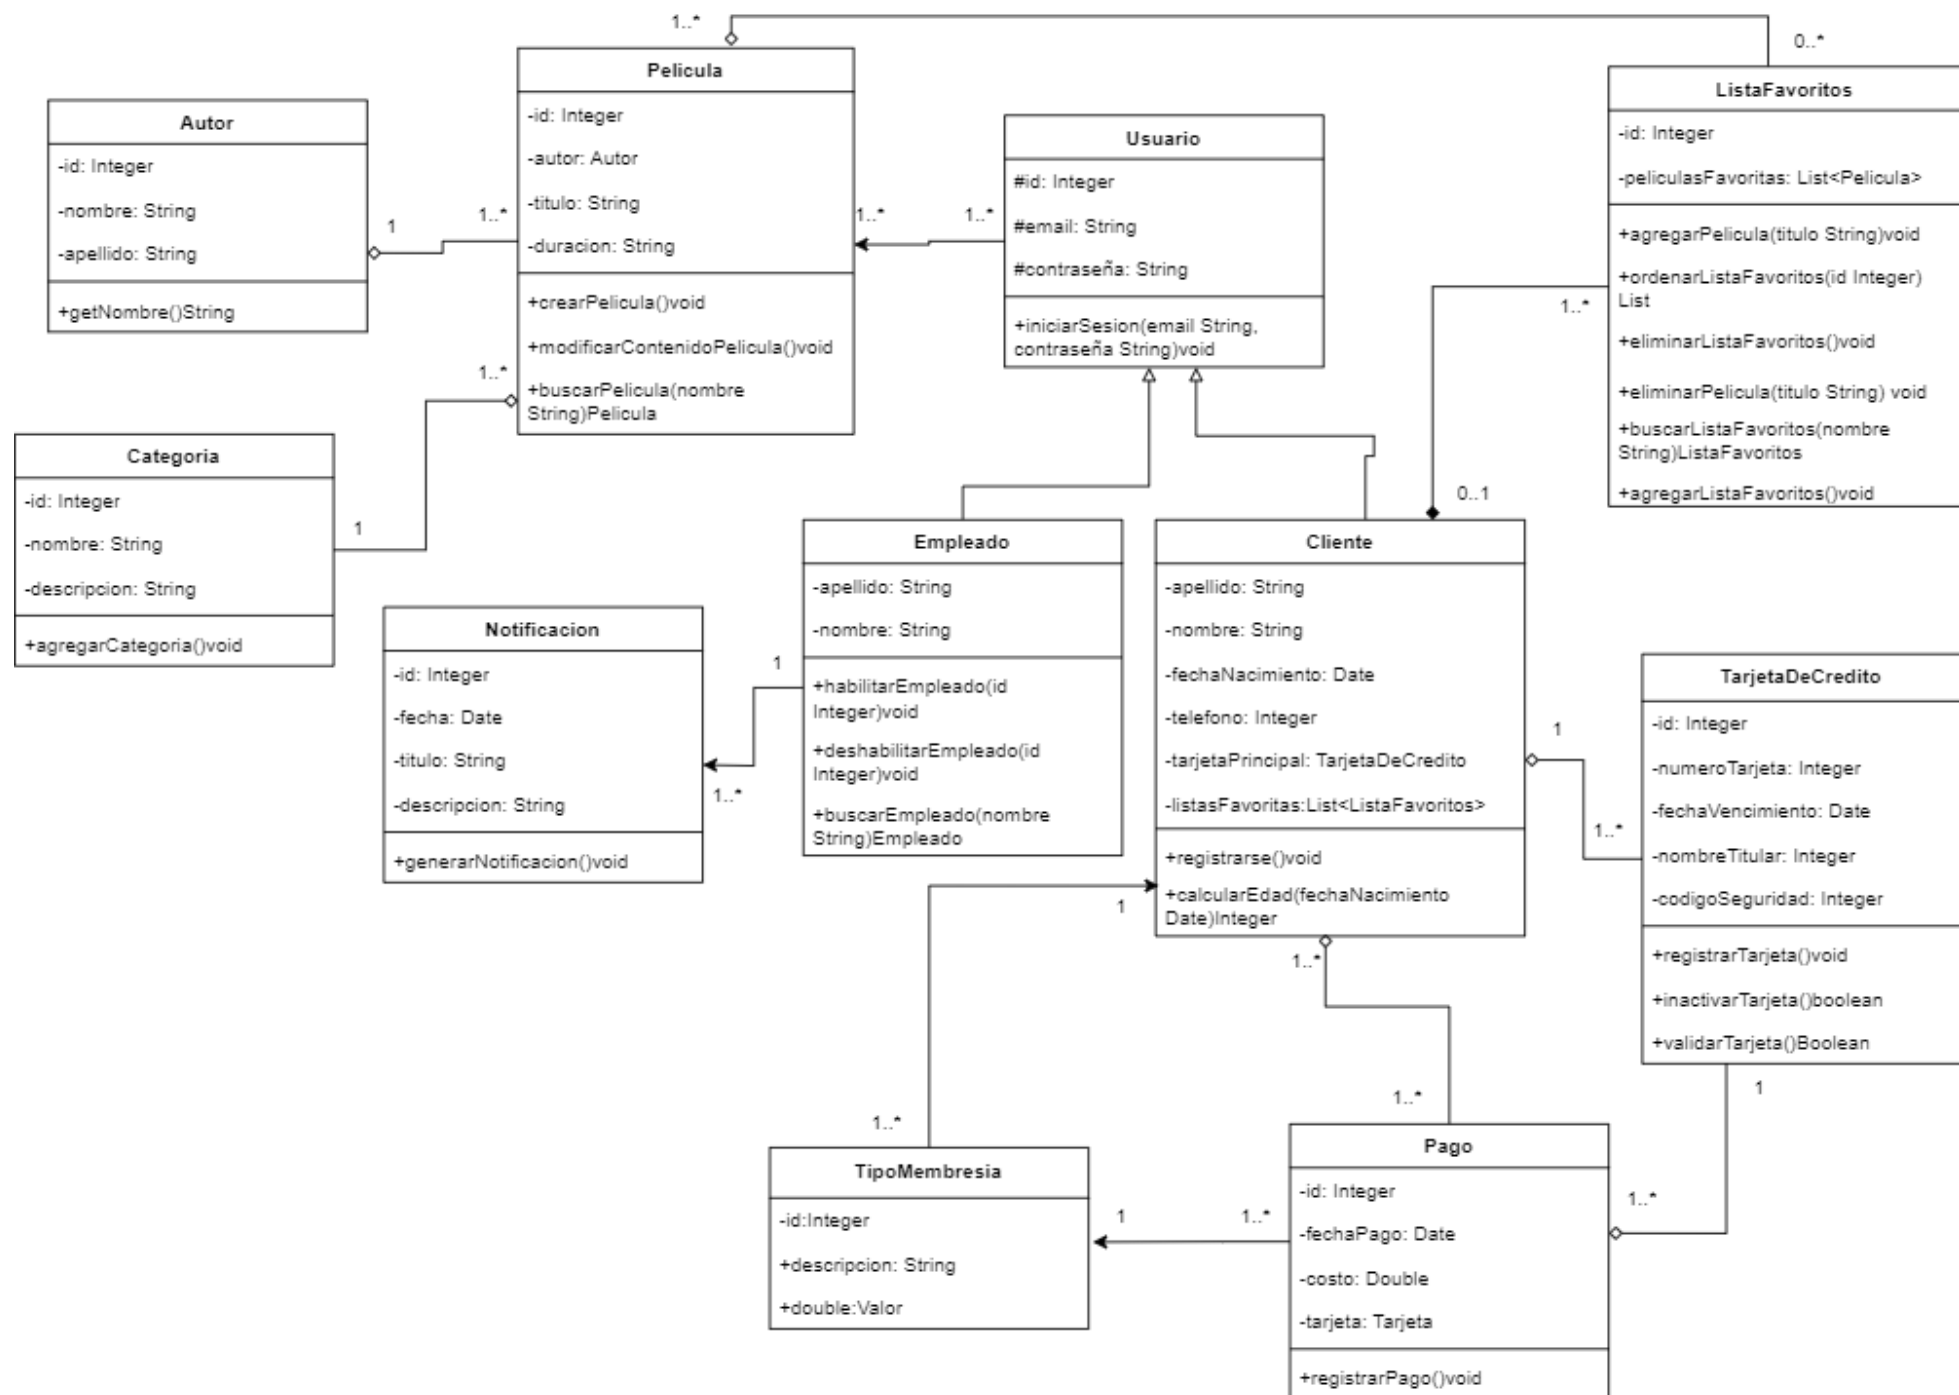 1..*
0..*
Pelicula
-id: Integer
-autor: Autor
-titulo: String
-duracion: String
+crearPelicula()void
+modificarContenidoPelicula()void
+buscarPelicula(nombre
String)Pelicula
ListaFavoritos
-id: Integer
-peliculasFavoritas: List<Pelicula>
+agregarPelicula(titulo String)void
+ordenarListaFavoritos(id Integer)
List
+eliminarListaFavoritos()void
+eliminarPelicula(titulo String) void
+buscarListaFavoritos(nombre
String)ListaFavoritos
+agregarListaFavoritos()void
Autor
-id: Integer
-nombre: String
-apellido: String
+getNombre()String
1
1..*
Usuario
#id: Integer
#email: String
#contraseña: String
+iniciarSesion(email String,
contraseña String)void
1..*
1..*
1..*
1..*
0..1
Categoria
-id: Integer
-nombre: String
-descripcion: String
+agregarCategoria()void
1
Empleado
-apellido: String
-nombre: String
+habilitarEmpleado(id
Integer)void
+deshabilitarEmpleado(id
Integer)void
+buscarEmpleado(nombre
String)Empleado
Cliente
-apellido: String
-nombre: String
-fechaNacimiento: Date
-telefono: Integer
-tarjetaPrincipal: TarjetaDeCredito
-listasFavoritas:List<ListaFavoritos>
+registrarse()void
+calcularEdad(fechaNacimiento
Date)Integer
Notificacion
-id: Integer
-fecha: Date
-titulo: String
-descripcion: String
+generarNotificacion()void
1
1..*
TarjetaDeCredito
-id: Integer
-numeroTarjeta: Integer
-fechaVencimiento: Date
-nombreTitular: Integer
-codigoSeguridad: Integer
+registrarTarjeta()void
+inactivarTarjeta()boolean
+validarTarjeta()Boolean
1
1..*
1
1..*
1..*
1..*
1
TipoMembresia
-id:Integer
+descripcion: String
+double:Valor
1
1..*
Pago
-id: Integer
-fechaPago: Date
-costo: Double
-tarjeta: Tarjeta
+registrarPago()void
1..*